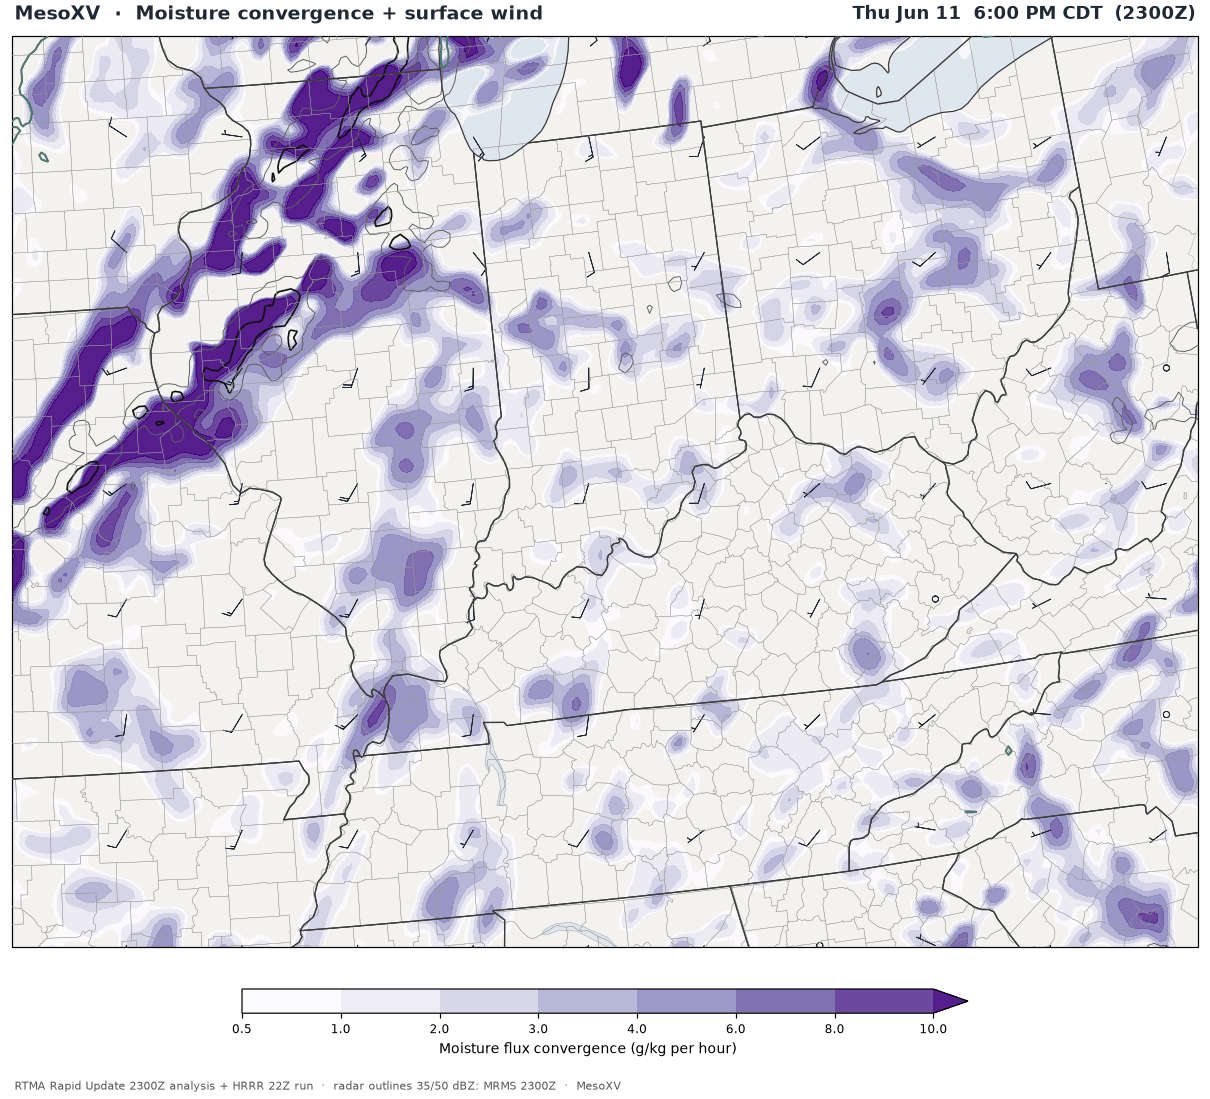 MesoXV · Moisture convergence + surface wind
Thu Jun 11 6:00 PM CDT (2300Z)
0.5 1.0 2.0 3.0 4.0 6.0 8.0 10.0
Moisture flux convergence (g/kg per hour)
RTMA Rapid Update 2300Z analysis + HRRR 22Z run · radar outlines 35/50 dBZ: MRMS 2300Z · MesoXV